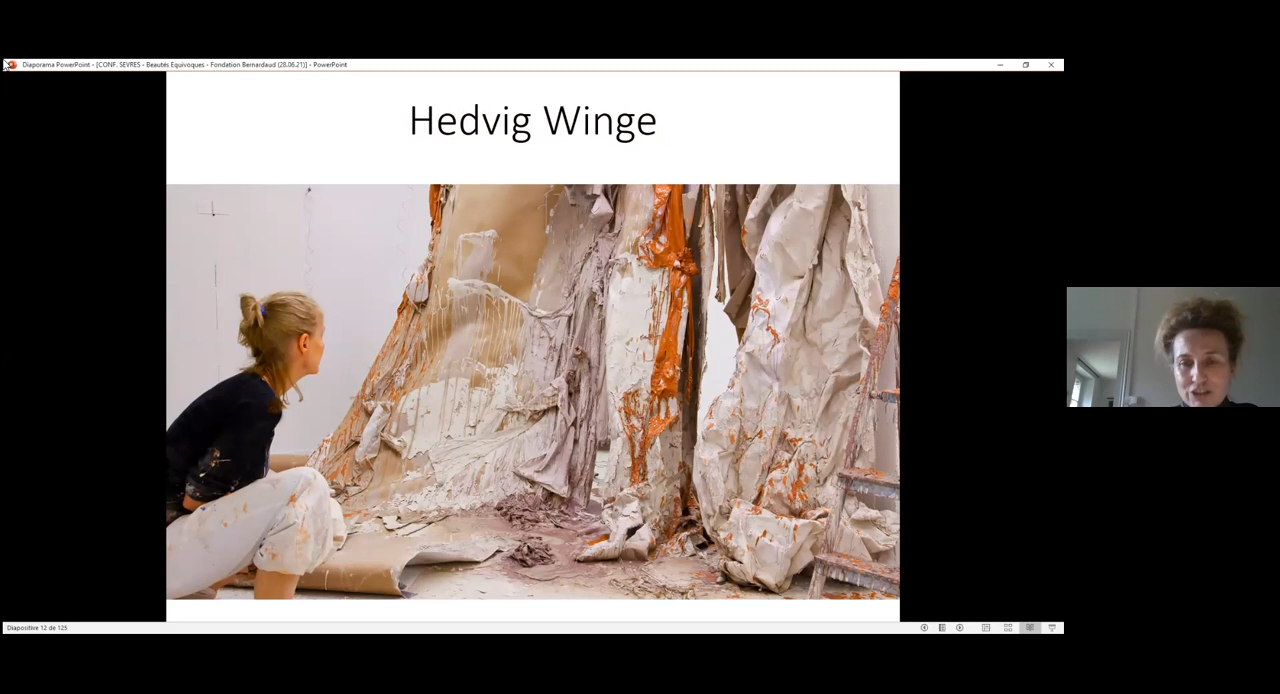 Diaporama PowerPoint - [CONF. SEVRES - Beautés Equivoques - Fondation Bernardaud (28.06.21)] - PowerPoint
Hedvig Winge
Diapositive 12 de 125